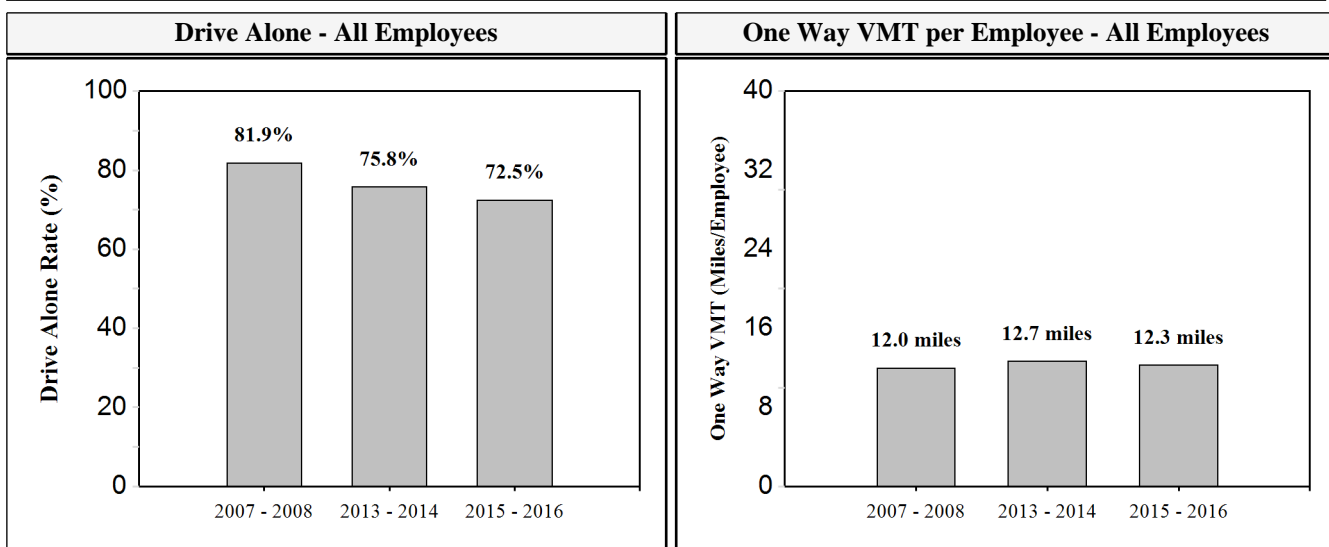 Drive Alone - All Employees
One Way VMT per Employee - All Employees
Drive Alone Rate (%)
100
80
60
40
20
0
81.9%
75.8%
72.5%
2007 - 2008
2013 - 2014
2015 - 2016
One Way VMT (Miles/Employee)
40
32
24
16
8
0
12.0 miles
12.7 miles
12.3 miles
2007 - 2008
2013 - 2014
2015 - 2016